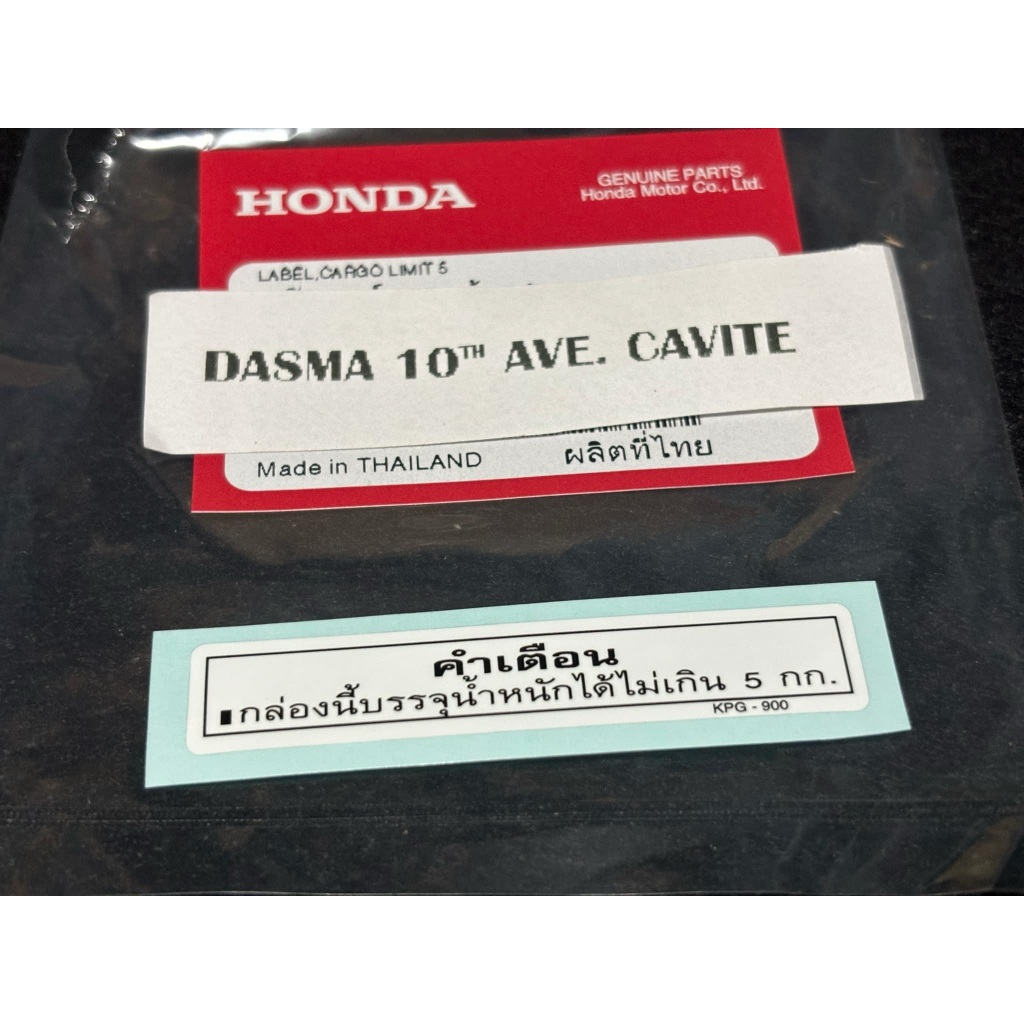 HONDA
GENUINE PARTS
Honda Motor Co., Ltd.
LABEL,CARGO LIMIT 5
DASMA 10TH AVE. CAVITE
Made in THAILAND
ผลิตที่ไทย
คำเตือน
▮กล่องนี้บรรจุน้ำหนักได้ไม่เกิน 5 กก.
KPG - 900